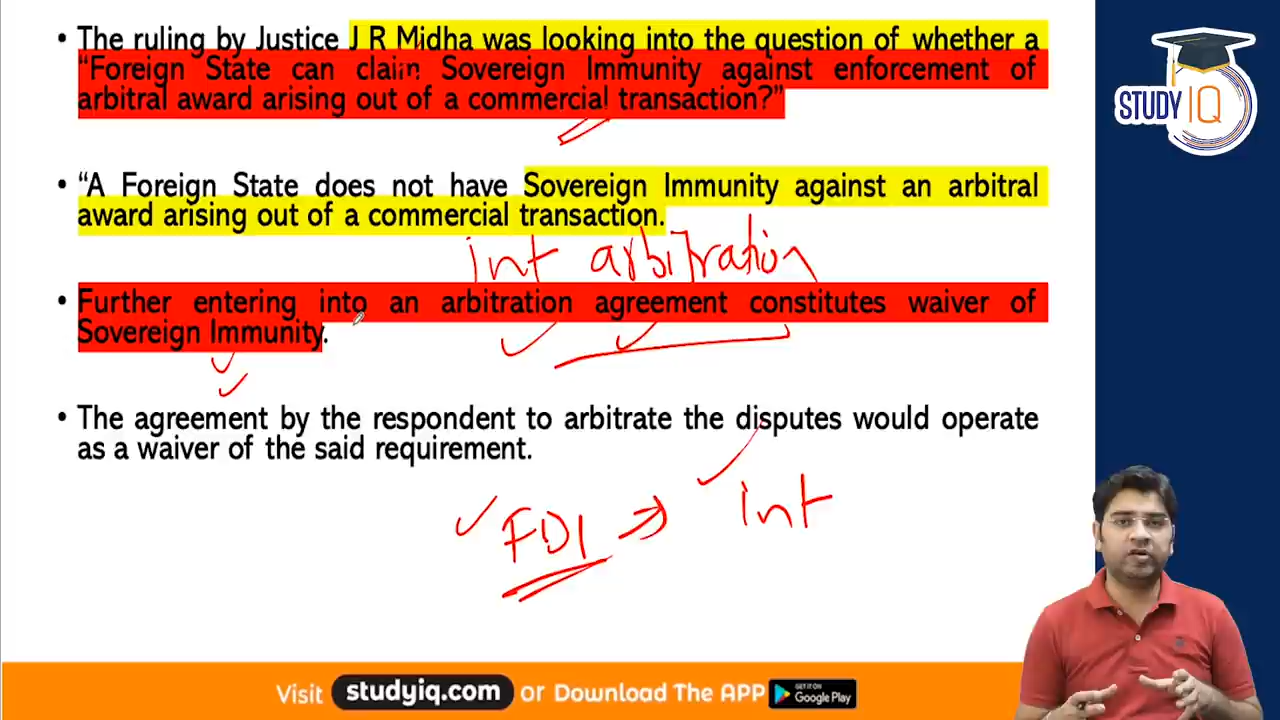 • The ruling by Justice J R Midha was looking into the question of whether a
“Foreign State can claim Sovereign Immunity against enforcement of
arbitral award arising out of a commercial transaction?”
• “A Foreign State does not have Sovereign Immunity against an arbitral
award arising out of a commercial transaction.
int arbitration
• Further entering into an arbitration agreement constitutes waiver of
Sovereign Immunity.
• The agreement by the respondent to arbitrate the disputes would operate
as a waiver of the said requirement.
FDI → int
STUDY IQ
Visit studyiq.com or Download The APP GET IT ON Google Play